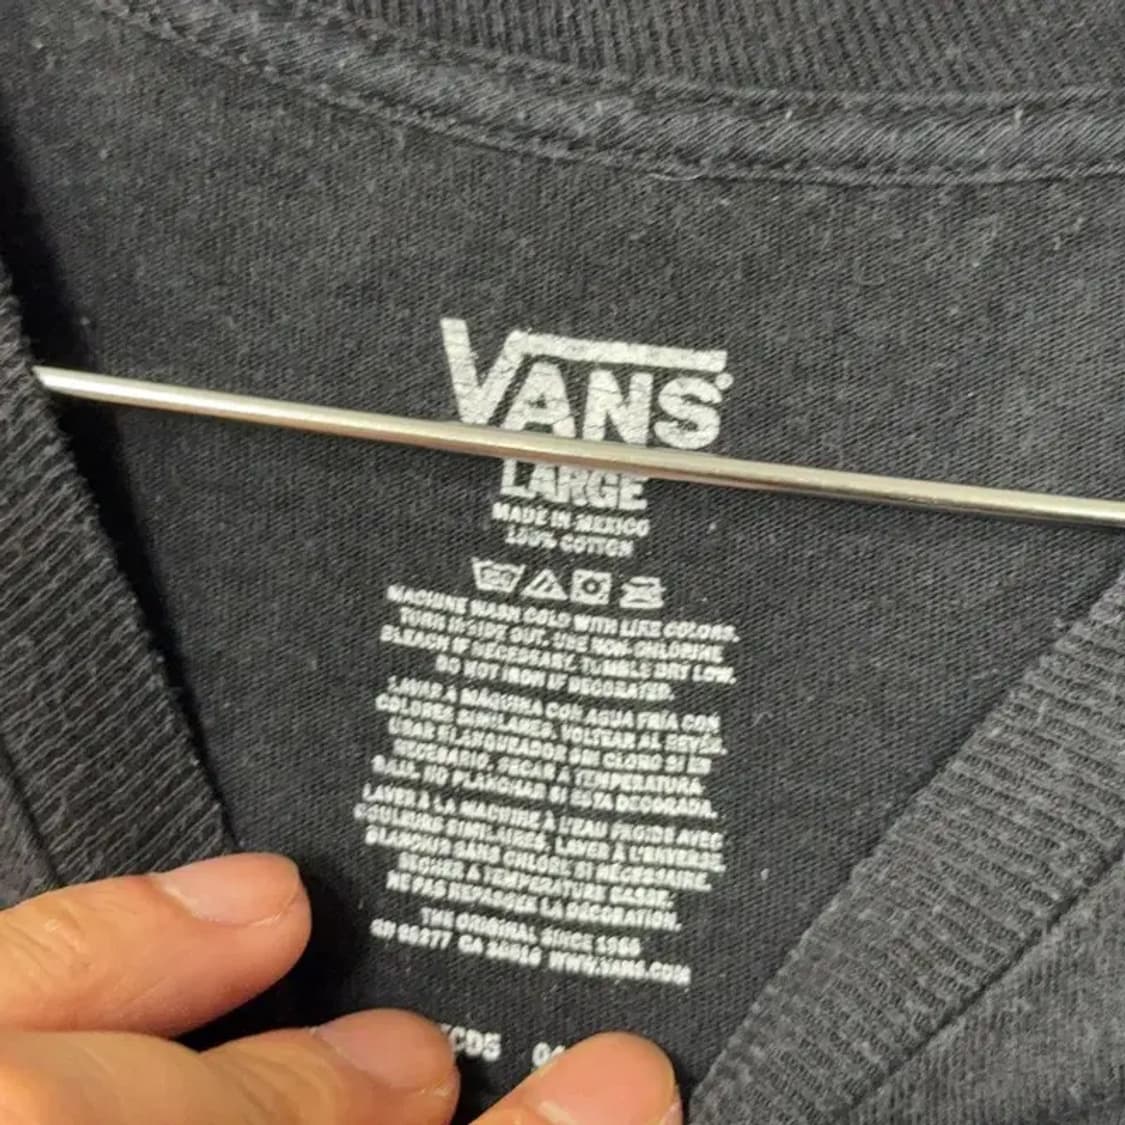 VANS
LARGE
MADE IN MEXICO
100% COTTON
MACHINE WASH COLD WITH LIKE COLORS.
TURN INSIDE OUT. USE NON-CHLORINE
BLEACH IF NECESSARY. TUMBLE DRY LOW.
DO NOT IRON IF DECORATED.
LAVAR A MÁQUINA CON AGUA FRÍA CON
COLORES SIMILARES. VOLTEAR AL REVÉS.
USAR BLANQUEADOR SIN CLORO SI ES
NECESARIO. SECAR A TEMPERATURA
BAJA. NO PLANCHAR SI ESTA DECORADA.
LAVER À LA MACHINE À L'EAU FROIDE AVEC
COULEURS SIMILAIRES. LAVER À L'ENVERSE.
BLANCHIR SANS CHLORE SI NÉCESSAIRE.
SÉCHER A TEMPERATURE BASSE.
NE PAS REPASSER LA DÉCORATION.
THE ORIGINAL SINCE 1966
CA WWW.VANS.COM
CD5